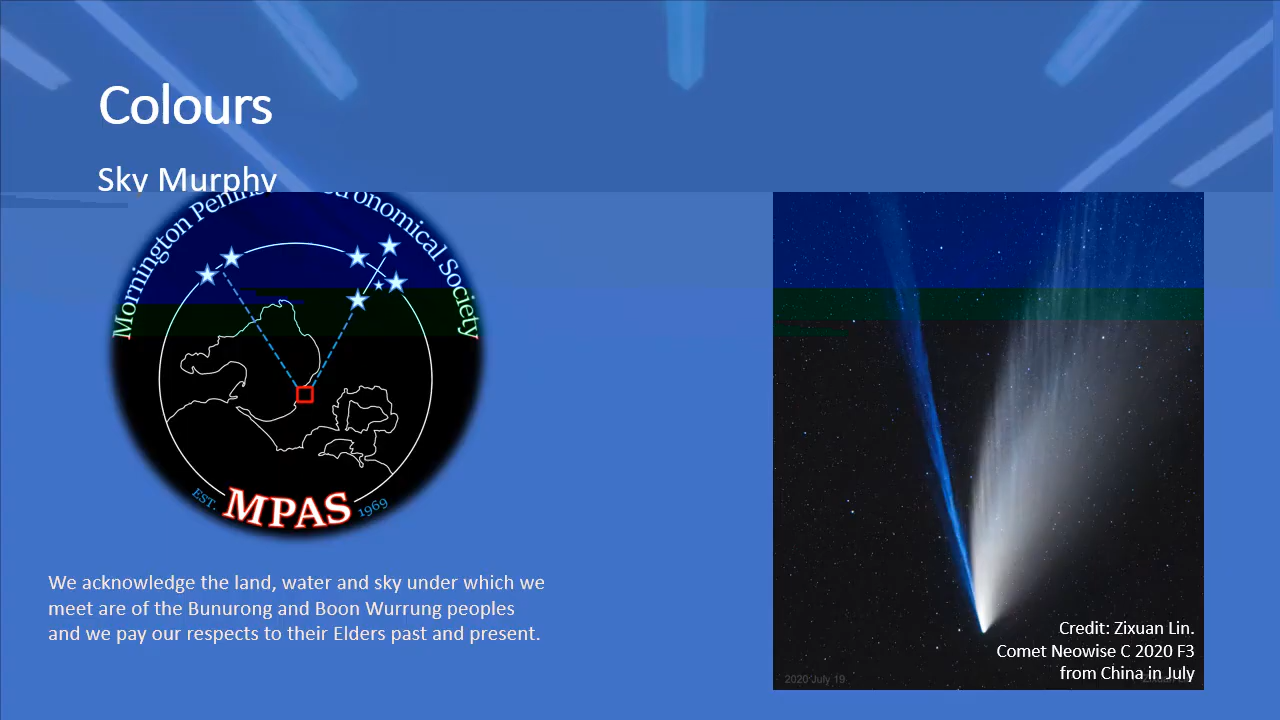 Colours
Sky Murphy
Mornington Astronomical Society
EST. MPAS 1969
We acknowledge the land, water and sky under which we
meet are of the Bunurong and Boon Wurrung peoples
and we pay our respects to their Elders past and present.
Credit: Zixuan Lin.
Comet Neowise C 2020 F3
from China in July
2020 July 19